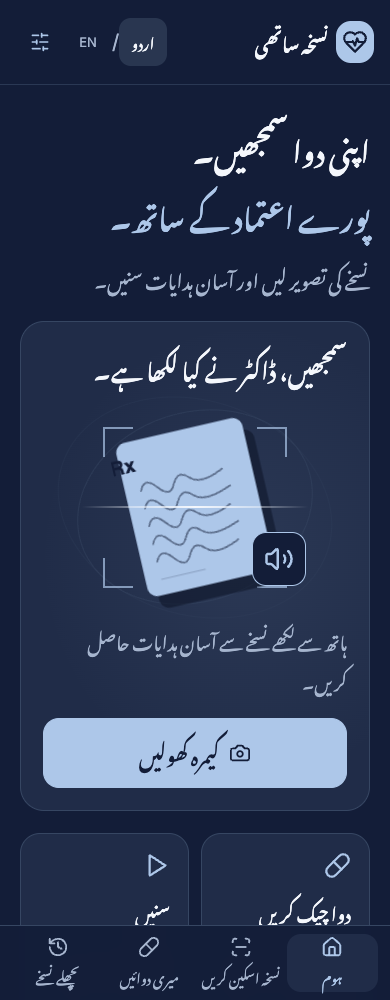 نسخہ ساتھی
اردو / EN
اپنی دوا سمجھیں۔
پورے اعتماد کے ساتھ۔
نسخے کی تصویر لیں اور آسان ہدایات سنیں۔
سمجھیں، ڈاکٹر نے کیا لکھا ہے۔
Rx
ہاتھ سے لکھے نسخے سے آسان ہدایات حاصل
کریں۔
کیمرہ کھولیں
دوا چیک کریں
سنیں
ہوم
نسخہ اسکین کریں
میری دوائیں
پچھلے نسخے